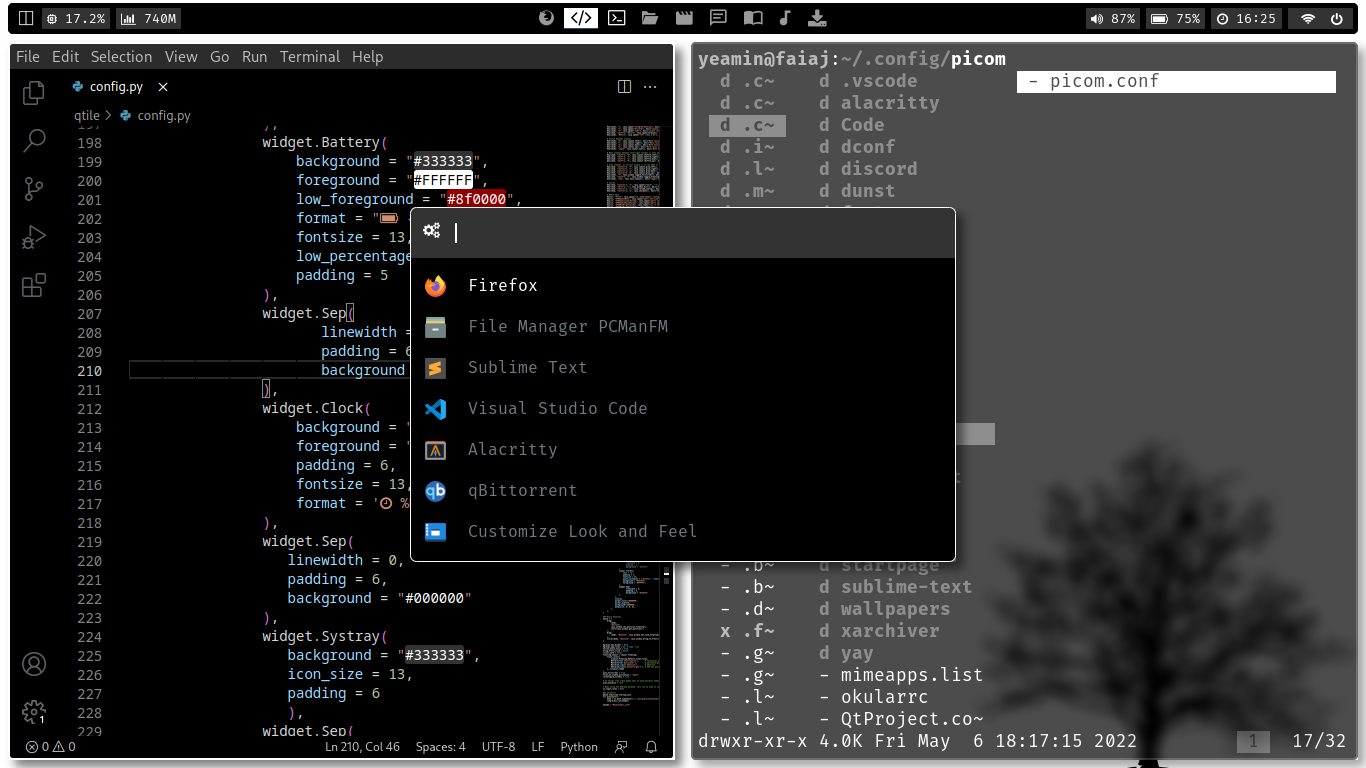 17.2% 740M 87% 75% 16:25
File Edit Selection View Go Run Terminal Help
config.py
qtile > config.py
198 widget.Battery(
199 background = "#333333",
200 foreground = "#FFFFFF",
201 low_foreground = "#8f0000",
202 format = "
203 fontsize = 13,
204 low_percentage
205 padding = 5
206 ),
207 widget.Sep(
208 linewidth =
209 padding = 6
210 background
211 ),
212 widget.Clock(
213 background = '
214 foreground = '
215 padding = 6,
216 fontsize = 13,
217 format = ' %
218 ),
219 widget.Sep(
220 linewidth = 0,
221 padding = 6,
222 background = "#000000"
223 ),
224 widget.Systray(
225 background = "#333333",
226 icon_size = 13,
227 padding = 6
228 ),
229 widget.Sep(
1
0 0 Ln 210, Col 46 Spaces: 4 UTF-8 LF Python
Firefox
File Manager PCManFM
Sublime Text
Visual Studio Code
Alacritty
qBittorrent
Customize Look and Feel
yeamin@faiaj:~/.config/picom
d .c~ d .vscode - picom.conf
d .c~ d alacritty
d .c~ d Code
d .i~ d dconf
d .l~ d discord
d .m~ d dunst
- .b~ d startpage
- .b~ d sublime-text
- .d~ d wallpapers
x .f~ d xarchiver
- .g~ d yay
- .g~ - mimeapps.list
- .l~ - okularrc
- .l~ - QtProject.co~
drwxr-xr-x 4.0K Fri May  6 18:17:15 2022 1 17/32